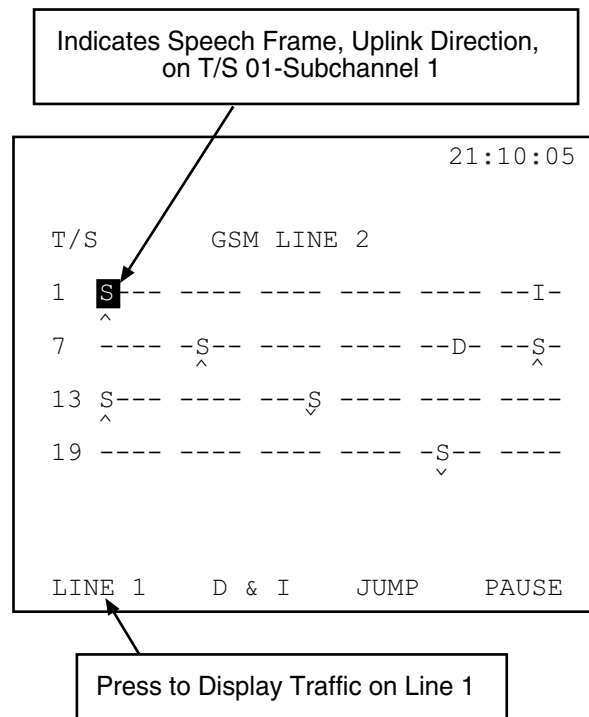 Indicates Speech Frame, Uplink Direction,
on T/S 01-Subchannel 1
21:10:05
T/S GSM LINE 2
1 S--- ---- ---- ---- ---- --I-
^
7 ---- -S-- ---- ---- --D- --S-
^ ^
13 S--- ---- ---S ---- ---- ----
^ ˅
19 ---- ---- ---- ---- -S-- ----
˅
LINE 1 D & I JUMP PAUSE
Press to Display Traffic on Line 1